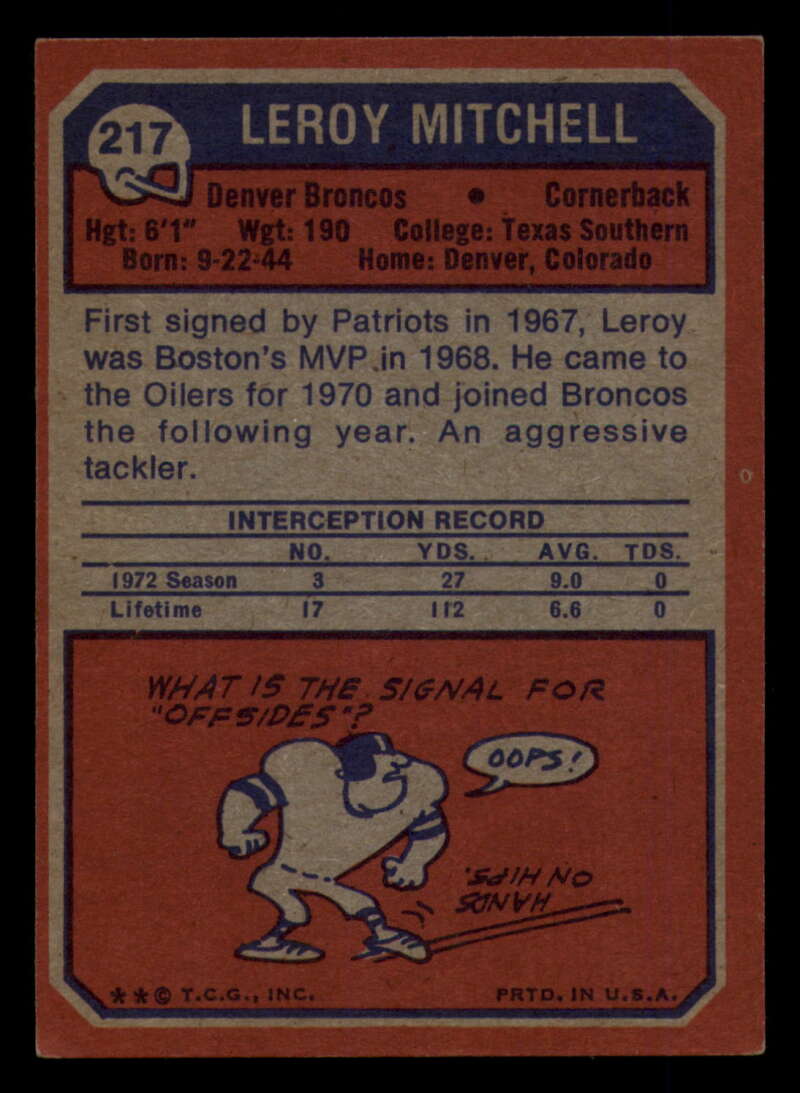 217
LEROY MITCHELL
Denver Broncos • Cornerback
Hgt: 6'1" Wgt: 190 College: Texas Southern
Born: 9-22-44 Home: Denver, Colorado
First signed by Patriots in 1967, Leroy
was Boston's MVP in 1968. He came to
the Oilers for 1970 and joined Broncos
the following year. An aggressive
tackler.
INTERCEPTION RECORD
NO. YDS. AVG. TDS.
1972 Season 3 27 9.0 0
Lifetime 17 112 6.6 0
WHAT IS THE SIGNAL FOR
"OFFSIDES"?
OOPS!
HANDS
ON HIPS.
** © T.C.G., INC. PRTD. IN U.S.A.